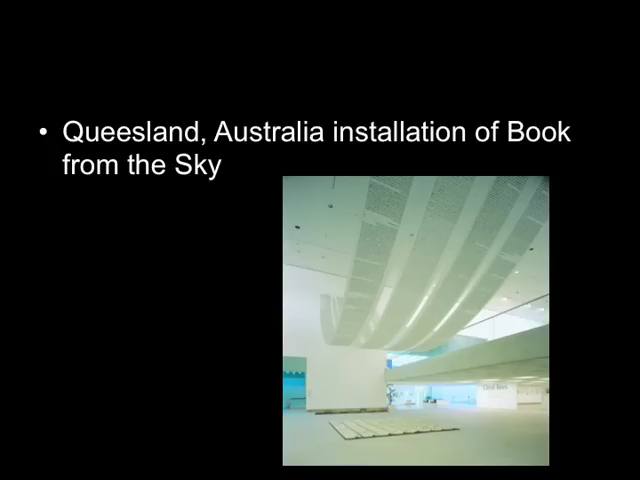 • Queesland, Australia installation of Book
from the Sky